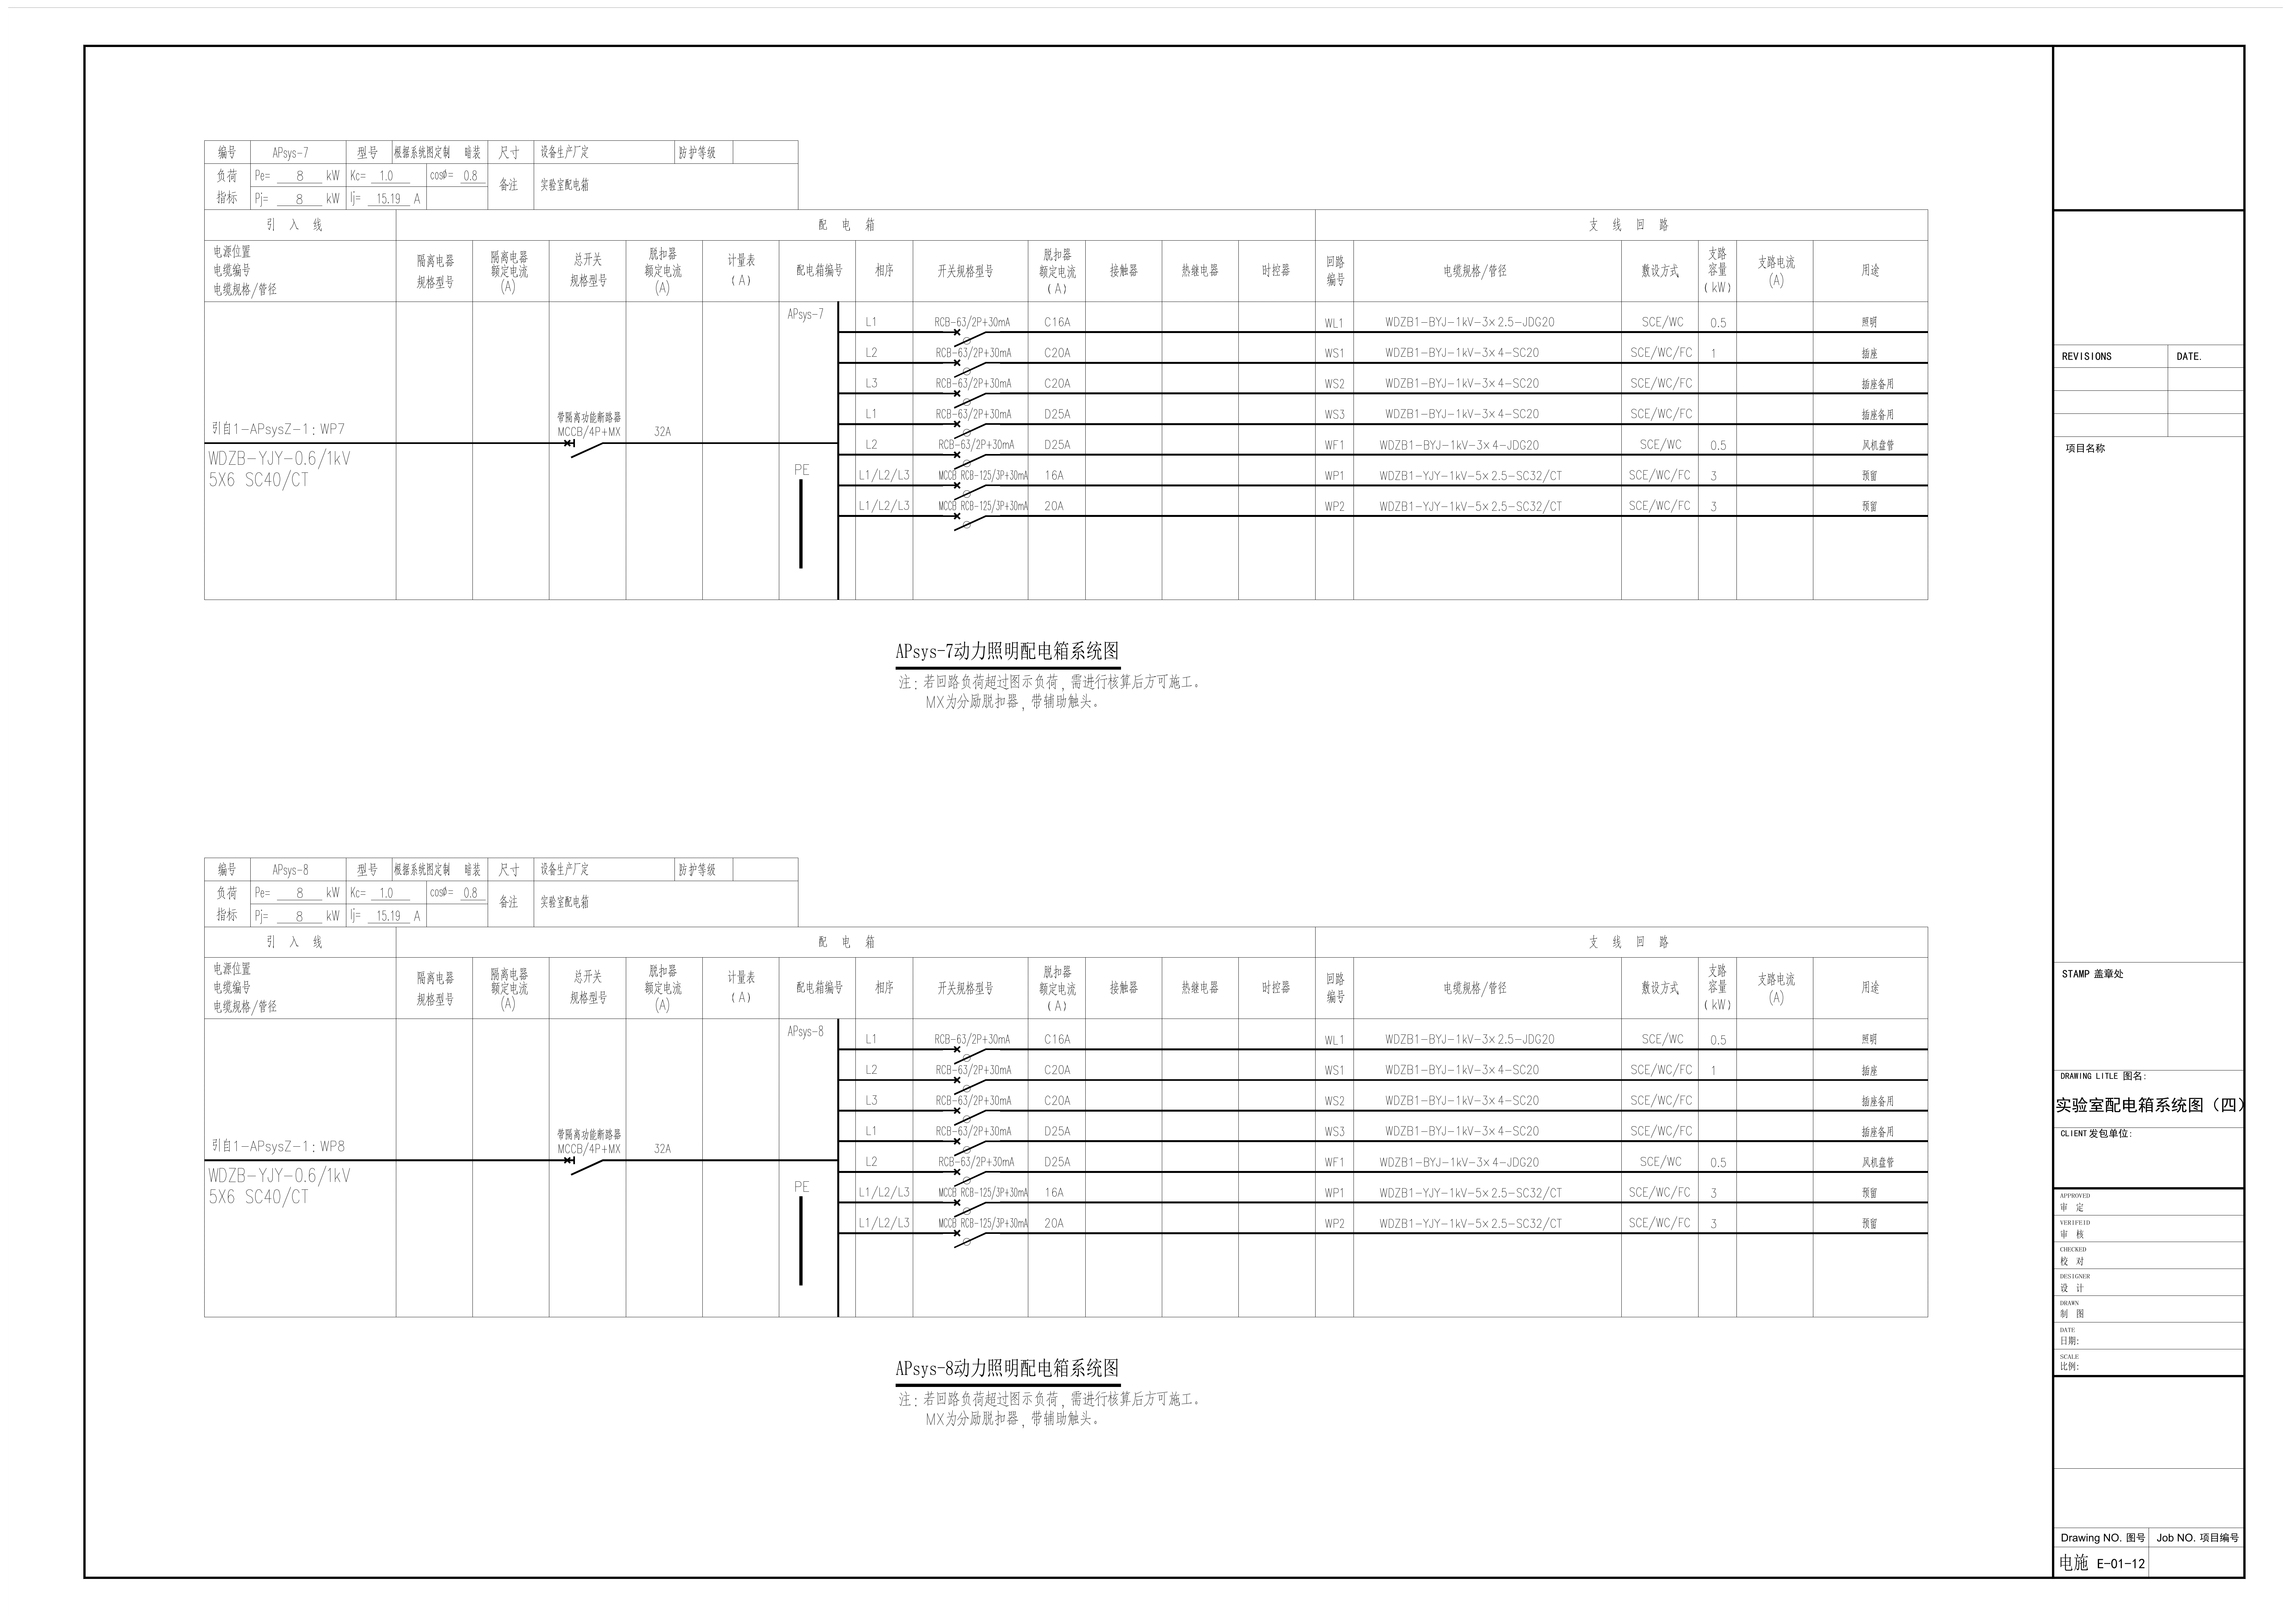 编号 APsys-7 型号 根据系统图定制 暗装 尺寸 设备生产厂定 防护等级
负荷 Pe= 8 kW Kc= 1.0 cosØ= 0.8 备注 实验室配电箱
指标 Pj= 8 kW Ij= 15.19 A
引 入 线 配 电 箱 支 线 回 路
电源位置 电缆编号 电缆规格/管径 隔离电器规格型号 隔离电器额定电流(A) 总开关规格型号 脱扣器额定电流(A) 计量表(A) 配电箱编号 相序 开关规格型号 脱扣器额定电流(A) 接触器 热继电器 时控器 回路编号 电缆规格/管径 敷设方式 支路容量(kW) 支路电流(A) 用途
APsys-7 L1 RCB-63/2P+30mA C16A WL1 WDZB1-BYJ-1kV-3×2.5-JDG20 SCE/WC 0.5 照明
L2 RCB-63/2P+30mA C20A WS1 WDZB1-BYJ-1kV-3×4-SC20 SCE/WC/FC 1 插座
L3 RCB-63/2P+30mA C20A WS2 WDZB1-BYJ-1kV-3×4-SC20 SCE/WC/FC 插座备用
L1 RCB-63/2P+30mA D25A WS3 WDZB1-BYJ-1kV-3×4-SC20 SCE/WC/FC 插座备用
引自1-APsysZ-1:WP7 带隔离功能断路器
MCCB/4P+MX 32A
L2 RCB-63/2P+30mA D25A WF1 WDZB1-BYJ-1kV-3×4-JDG20 SCE/WC 0.5 风机盘管
WDZB-YJY-0.6/1kV
5X6 SC40/CT
PE
L1/L2/L3 MCCB RCB-125/3P+30mA 16A WP1 WDZB1-YJY-1kV-5×2.5-SC32/CT SCE/WC/FC 3 预留
L1/L2/L3 MCCB RCB-125/3P+30mA 20A WP2 WDZB1-YJY-1kV-5×2.5-SC32/CT SCE/WC/FC 3 预留
APsys-7动力照明配电箱系统图
注:若回路负荷超过图示负荷,需进行核算后方可施工。
MX为分励脱扣器,带辅助触头。
编号 APsys-8 型号 根据系统图定制 暗装 尺寸 设备生产厂定 防护等级
负荷 Pe= 8 kW Kc= 1.0 cosØ= 0.8 备注 实验室配电箱
指标 Pj= 8 kW Ij= 15.19 A
引 入 线 配 电 箱 支 线 回 路
电源位置 电缆编号 电缆规格/管径 隔离电器规格型号 隔离电器额定电流(A) 总开关规格型号 脱扣器额定电流(A) 计量表(A) 配电箱编号 相序 开关规格型号 脱扣器额定电流(A) 接触器 热继电器 时控器 回路编号 电缆规格/管径 敷设方式 支路容量(kW) 支路电流(A) 用途
APsys-8 L1 RCB-63/2P+30mA C16A WL1 WDZB1-BYJ-1kV-3×2.5-JDG20 SCE/WC 0.5 照明
L2 RCB-63/2P+30mA C20A WS1 WDZB1-BYJ-1kV-3×4-SC20 SCE/WC/FC 1 插座
L3 RCB-63/2P+30mA C20A WS2 WDZB1-BYJ-1kV-3×4-SC20 SCE/WC/FC 插座备用
L1 RCB-63/2P+30mA D25A WS3 WDZB1-BYJ-1kV-3×4-SC20 SCE/WC/FC 插座备用
引自1-APsysZ-1:WP8 带隔离功能断路器
MCCB/4P+MX 32A
L2 RCB-63/2P+30mA D25A WF1 WDZB1-BYJ-1kV-3×4-JDG20 SCE/WC 0.5 风机盘管
WDZB-YJY-0.6/1kV
5X6 SC40/CT
PE
L1/L2/L3 MCCB RCB-125/3P+30mA 16A WP1 WDZB1-YJY-1kV-5×2.5-SC32/CT SCE/WC/FC 3 预留
L1/L2/L3 MCCB RCB-125/3P+30mA 20A WP2 WDZB1-YJY-1kV-5×2.5-SC32/CT SCE/WC/FC 3 预留
APsys-8动力照明配电箱系统图
注:若回路负荷超过图示负荷,需进行核算后方可施工。
MX为分励脱扣器,带辅助触头。
REVISIONS DATE.
项目名称
STAMP 盖章处
DRAWING LITLE 图名:
实验室配电箱系统图(四)
CLIENT 发包单位:
APPROVED
审 定
VERIFEID
审 核
CHECKED
校 对
DESIGNER
设 计
DRAWN
制 图
DATE
日期:
SCALE
比例:
Drawing NO. 图号 Job NO. 项目编号
电施 E-01-12